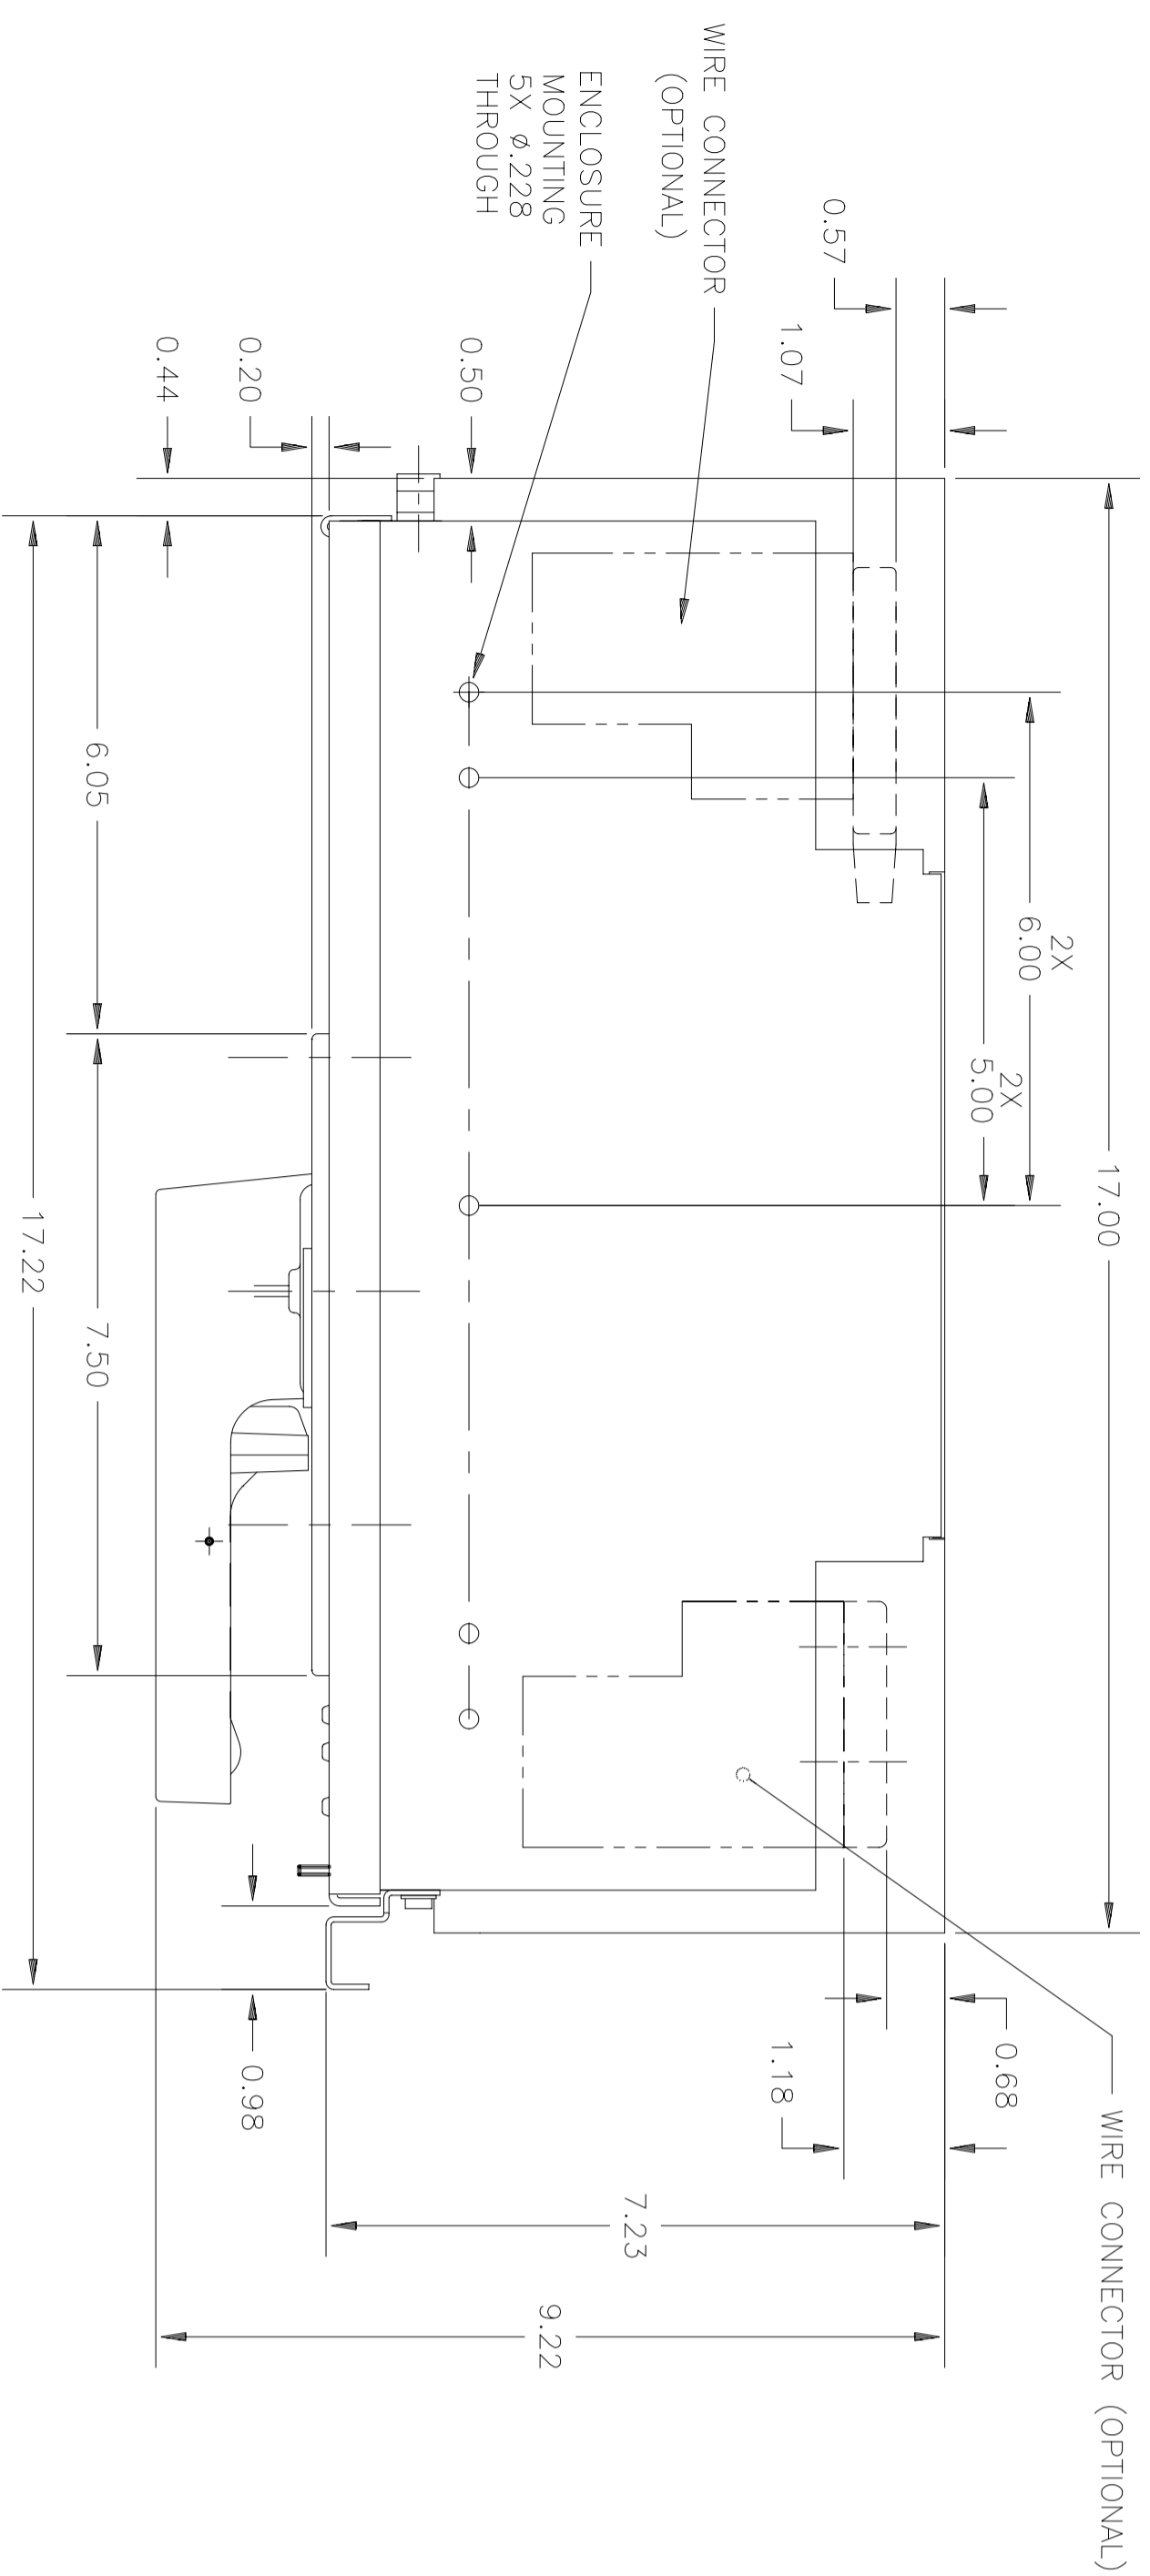 WIRE CONNECTOR (OPTIONAL)
17.00
2X
6.00
2X
5.00
0.57
1.07
0.68
1.18
WIRE CONNECTOR
(OPTIONAL)
ENCLOSURE
MOUNTING
5X Ø.228
THROUGH
0.50
7.23
9.22
0.20
0.44
0.98
6.05
7.50
17.22